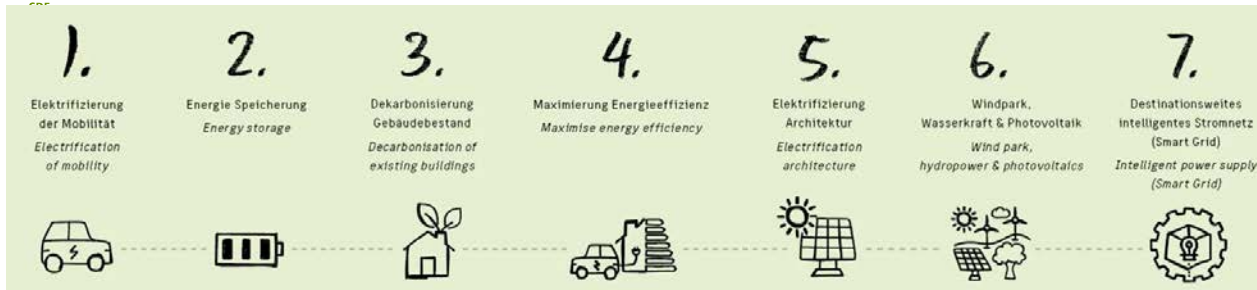 1.
Elektrifizierung
der Mobilität
Electrification
of mobility
2.
Energie Speicherung
Energy storage
3.
Dekarbonisierung
Gebäudebestand
Decarbonisation of
existing buildings
4.
Maximierung Energieeffizienz
Maximise energy efficiency
5.
Elektrifizierung
Architektur
Electrification
architecture
6.
Windpark,
Wasserkraft & Photovoltaik
Wind park,
hydropower & photovoltaics
7.
Destinationsweites
intelligentes Stromnetz
(Smart Grid)
Intelligent power supply
(Smart Grid)